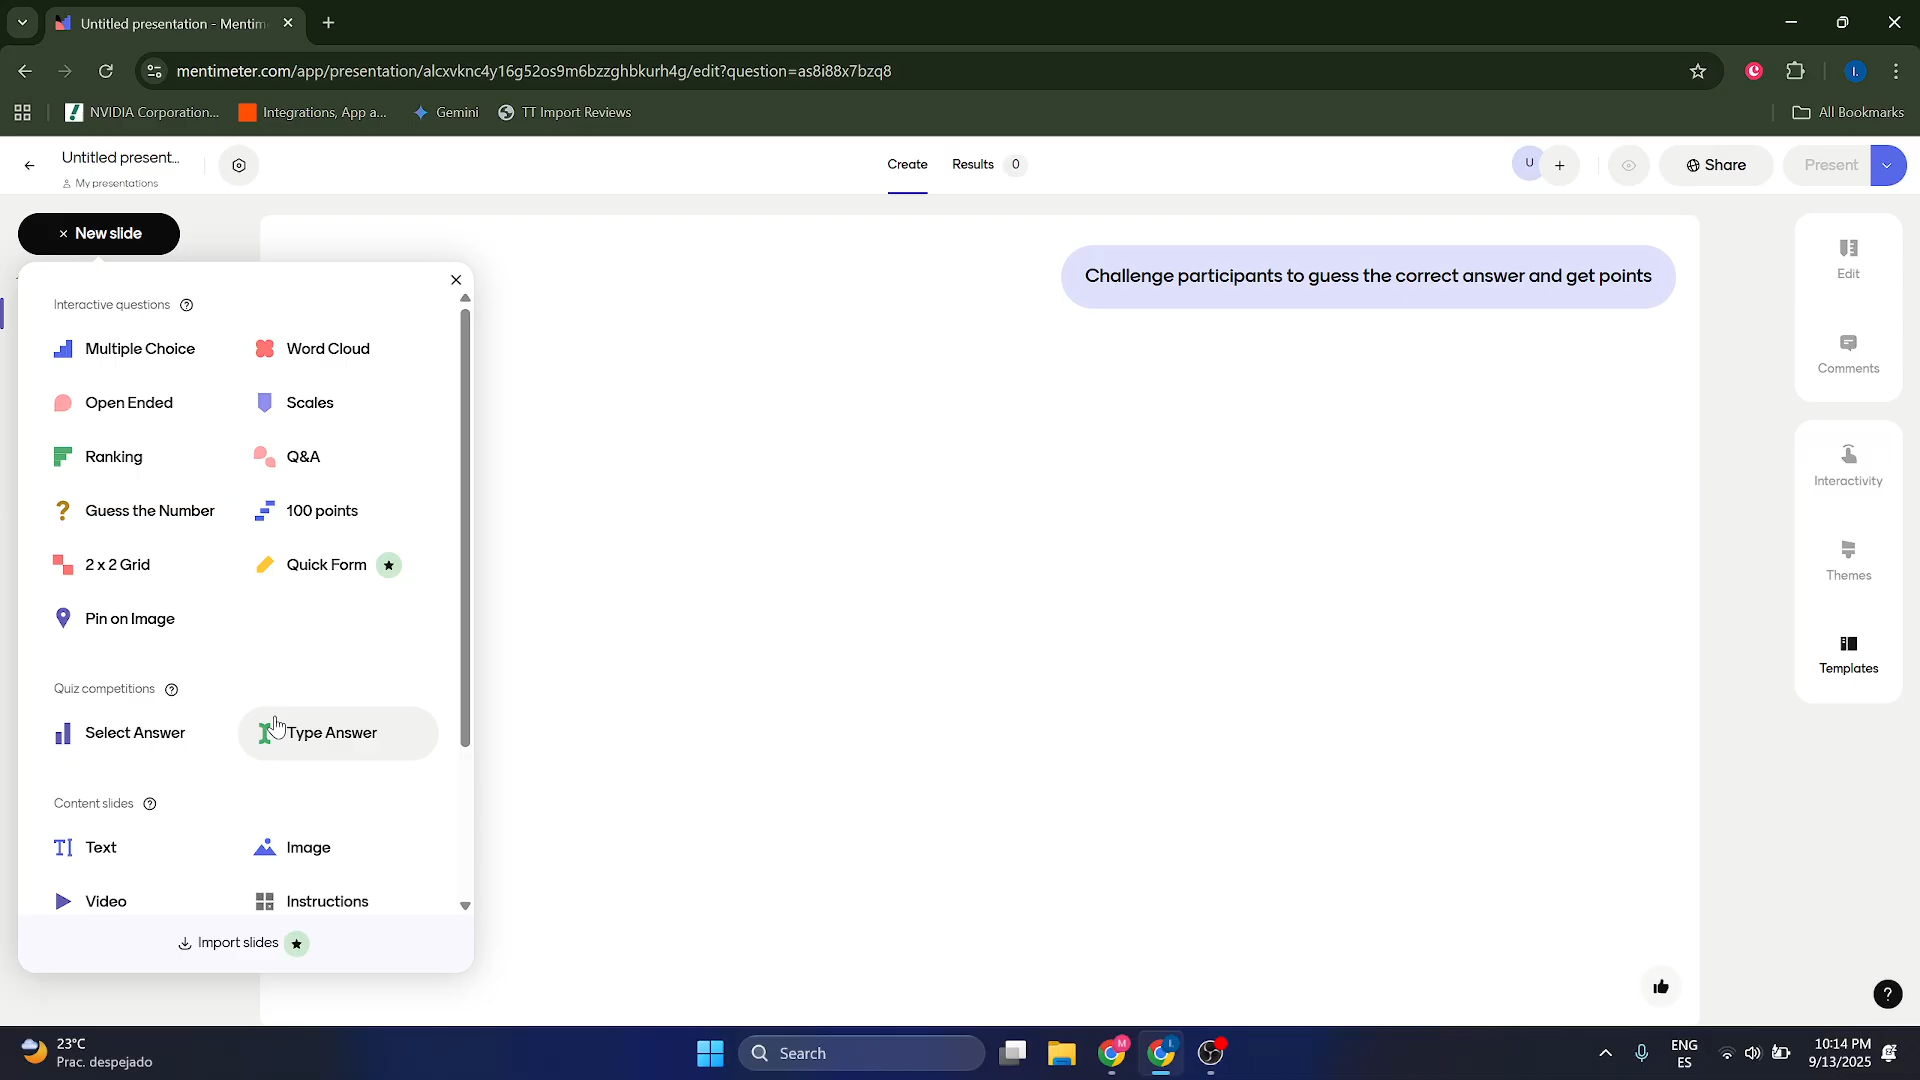 Untitled presentation - Mentim
mentimeter.com/app/presentation/alcxvknc4y16g52os9m6bzzghbkurh4g/edit?question=as8i88x7bzq8
NVIDIA Corporation...
Integrations, App a...
Gemini
TT Import Reviews
All Bookmarks
Untitled present...
My presentations
Create
Results 0
U
Share
Present
New slide
Challenge participants to guess the correct answer and get points
Interactive questions
Multiple Choice
Word Cloud
Open Ended
Scales
Ranking
Q&A
Guess the Number
100 points
2 x 2 Grid
Quick Form
Pin on Image
Quiz competitions
Select Answer
Type Answer
Content slides
Text
Image
Video
Instructions
Import slides
Edit
Comments
Interactivity
Themes
Templates
23°C
Prac. despejado
Search
ENG
ES
10:14 PM
9/13/2025